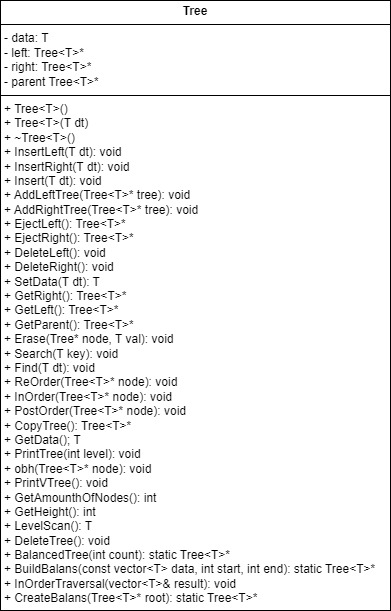 Tree
- data: T
- left: Tree<T>*
- right: Tree<T>*
- parent Tree<T>*
+ Tree<T>()
+ Tree<T>(T dt)
+ ~Tree<T>()
+ InsertLeft(T dt): void
+ InsertRight(T dt): void
+ Insert(T dt): void
+ AddLeftTree(Tree<T>* tree): void
+ AddRightTree(Tree<T>* tree): void
+ EjectLeft(): Tree<T>*
+ EjectRight(): Tree<T>*
+ DeleteLeft(): void
+ DeleteRight(): void
+ SetData(T dt): T
+ GetRight(): Tree<T>*
+ GetLeft(): Tree<T>*
+ GetParent(): Tree<T>*
+ Erase(Tree* node, T val): void
+ Search(T key): void
+ Find(T dt): void
+ ReOrder(Tree<T>* node): void
+ InOrder(Tree<T>* node): void
+ PostOrder(Tree<T>* node): void
+ CopyTree(): Tree<T>*
+ GetData(); T
+ PrintTree(int level): void
+ obh(Tree<T>* node): void
+ PrintVTree(): void
+ GetAmounthOfNodes(): int
+ GetHeight(): int
+ LevelScan(): T
+ DeleteTree(): void
+ BalancedTree(int count): static Tree<T>*
+ BuildBalans(const vector<T> data, int start, int end): static Tree<T>*
+ InOrderTraversal(vector<T>& result): void
+ CreateBalans(Tree<T>* root): static Tree<T>*